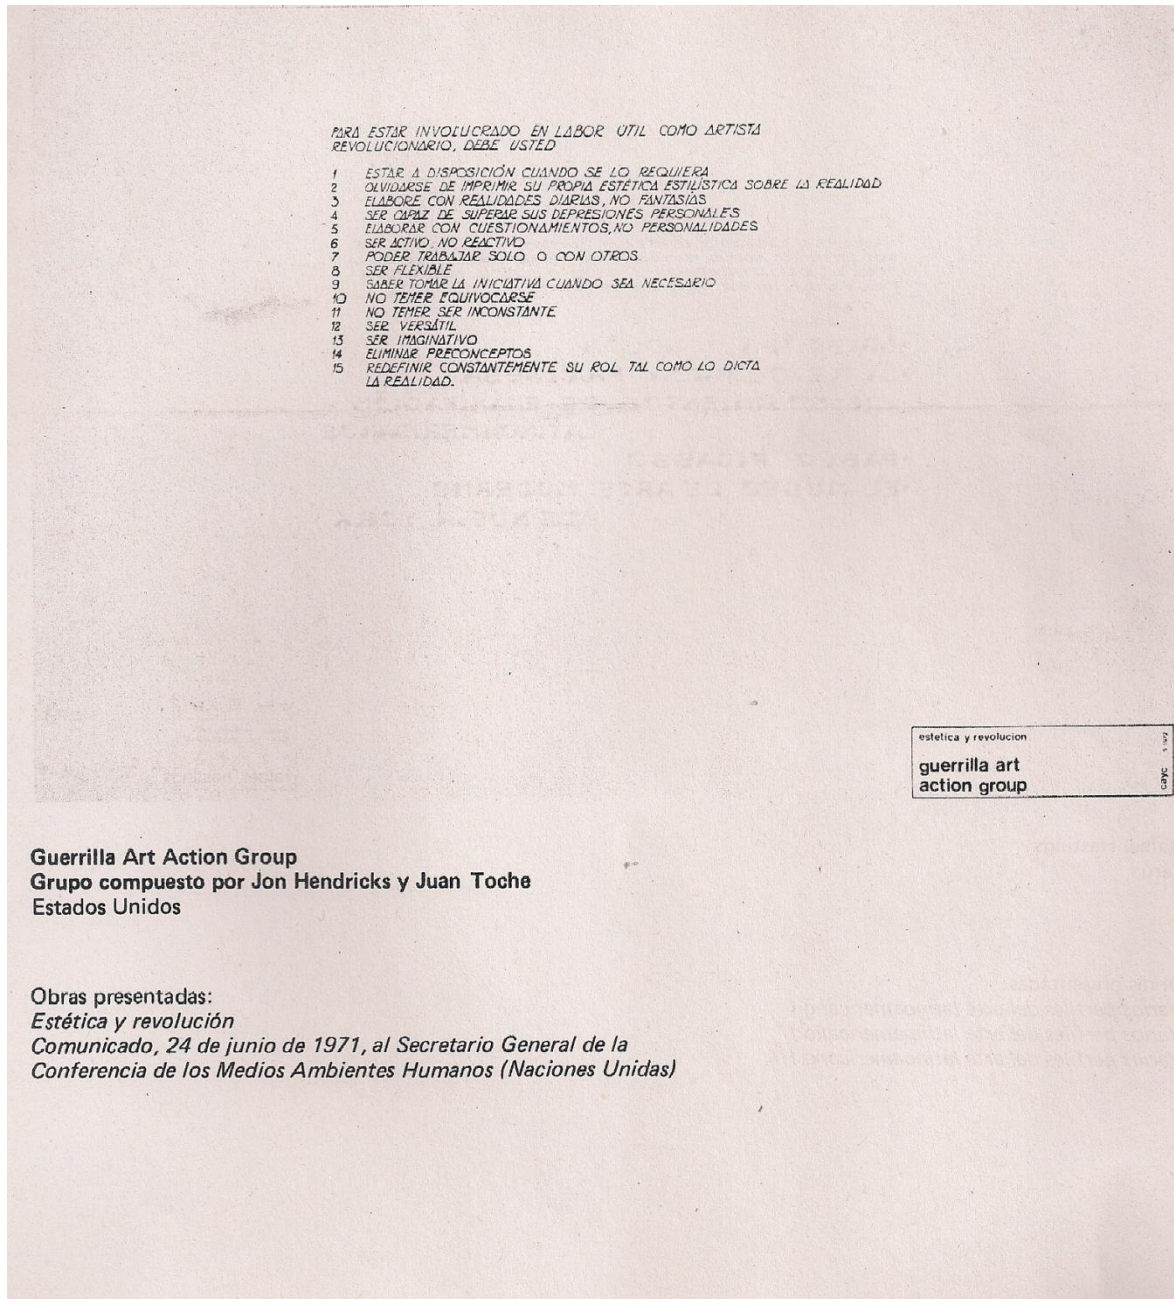 PARA ESTAR INVOLUCRADO EN LABOR ÚTIL COMO ARTISTA
REVOLUCIONARIO, DEBE USTED
1 ESTAR A DISPOSICIÓN CUANDO SE LO REQUIERA
2 OLVIDARSE DE IMPRIMIR SU PROPIA ESTÉTICA ESTILÍSTICA SOBRE LA REALIDAD
3 ELABORE CON REALIDADES DIARIAS, NO FANTASÍAS
4 SER CAPAZ DE SUPERAR SUS DEPRESIONES PERSONALES
5 ELABORAR CON CUESTIONAMIENTOS, NO PERSONALIDADES
6 SER ACTIVO, NO REACTIVO
7 PODER TRABAJAR SOLO O CON OTROS.
8 SER FLEXIBLE
9 SABER TOMAR LA INICIATIVA CUANDO SEA NECESARIO
10 NO TEMER EQUIVOCARSE
11 NO TEMER SER INCONSTANTE
12 SER VERSÁTIL
13 SER IMAGINATIVO
14 ELIMINAR PRECONCEPTOS
15 REDEFINIR CONSTANTEMENTE SU ROL TAL COMO LO DICTA
LA REALIDAD.
estetica y revolucion
guerrilla art
action group
cayc
Guerrilla Art Action Group
Grupo compuesto por Jon Hendricks y Juan Toche
Estados Unidos
Obras presentadas:
Estética y revolución
Comunicado, 24 de junio de 1971, al Secretario General de la
Conferencia de los Medios Ambientes Humanos (Naciones Unidas)